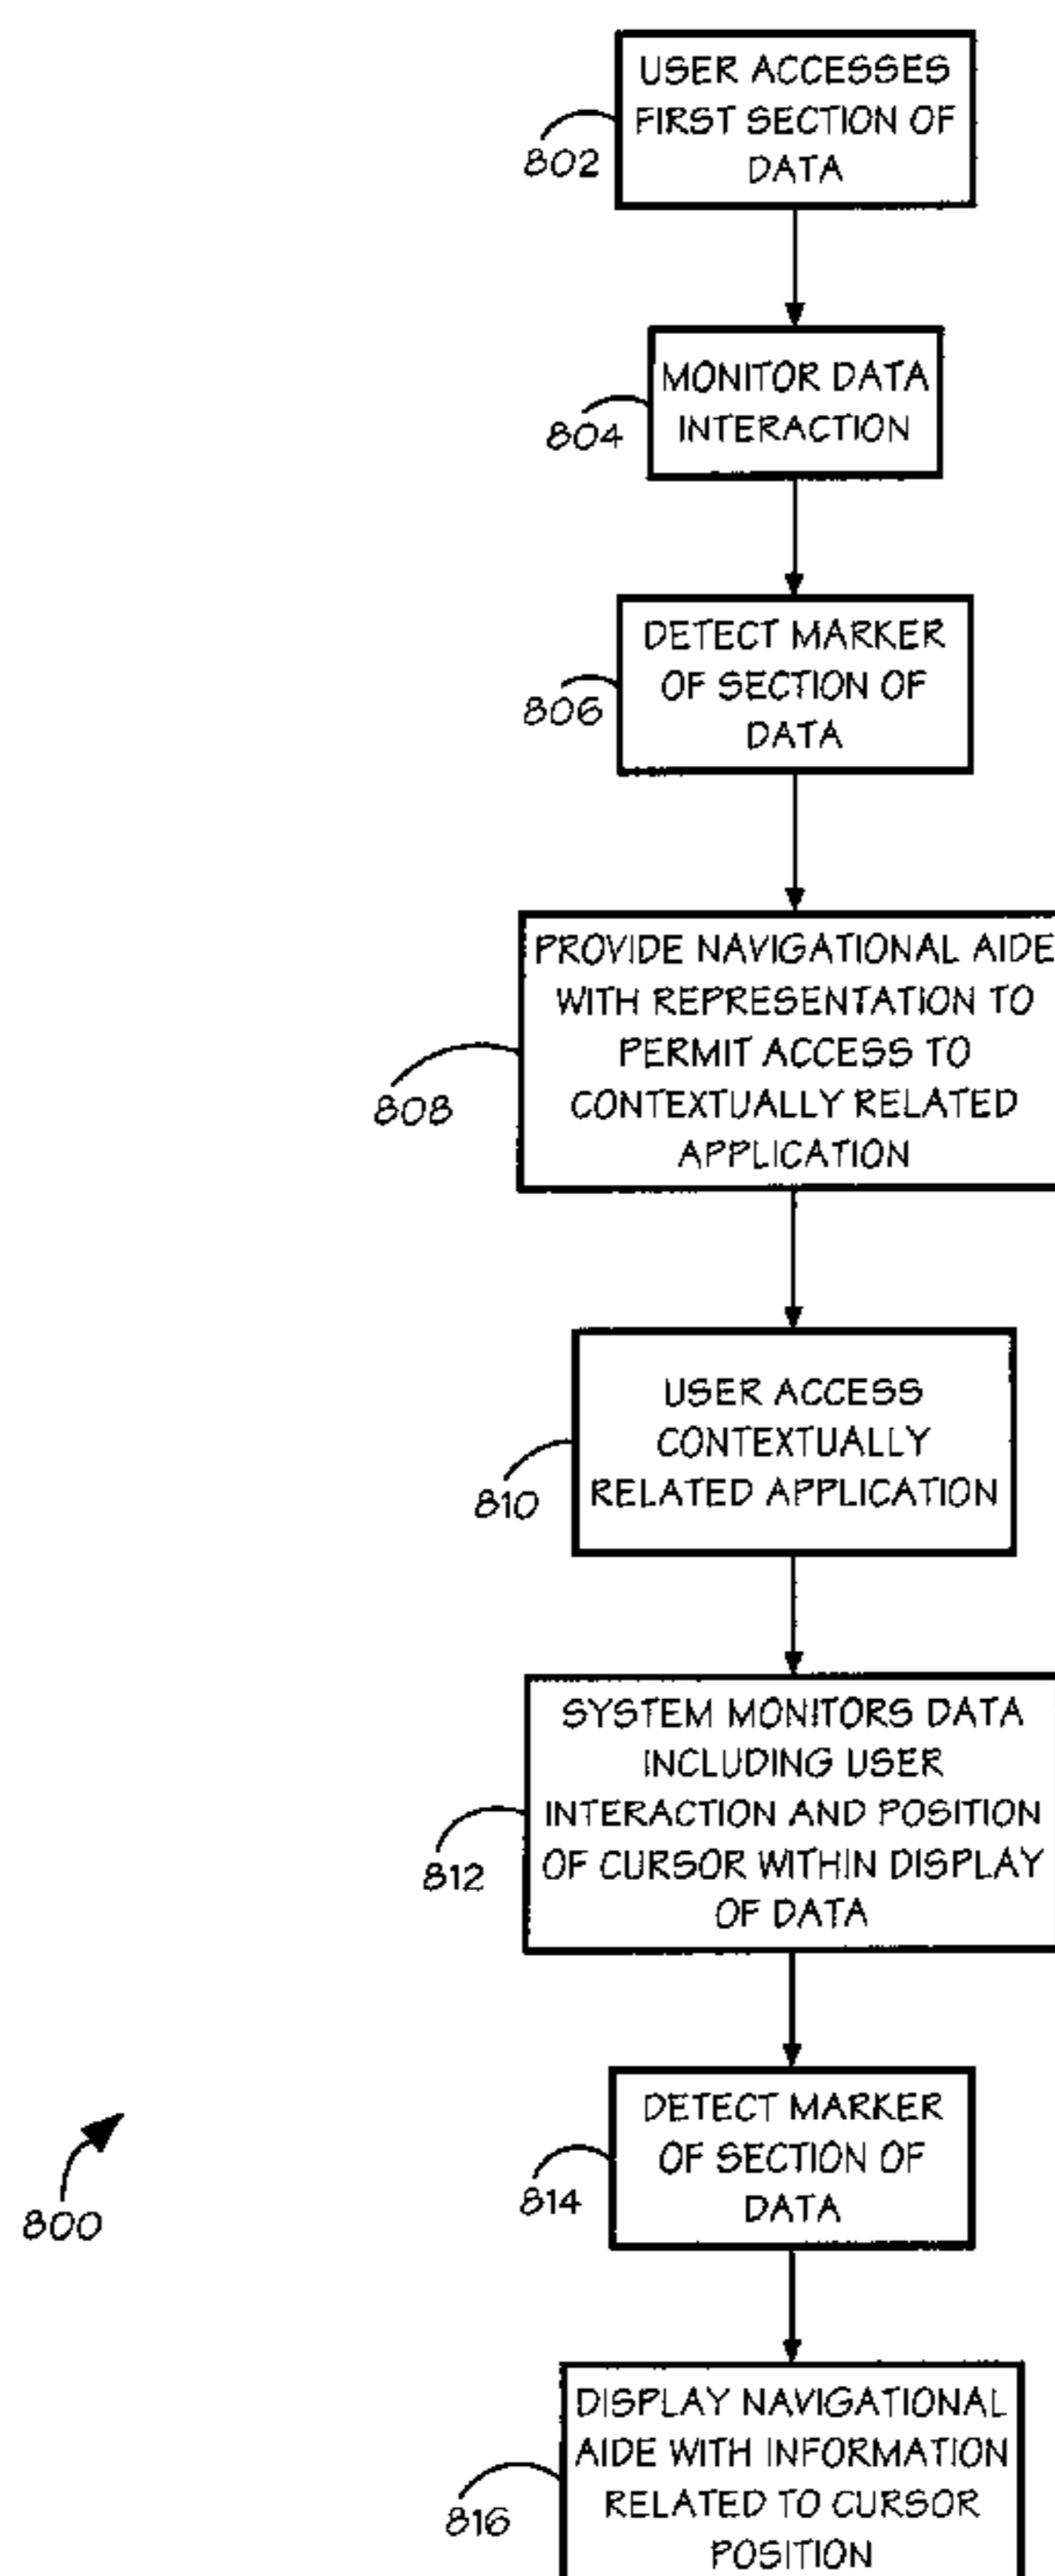 USER ACCESSES
FIRST SECTION OF
DATA
802
MONITOR DATA
INTERACTION
804
DETECT MARKER
OF SECTION OF
DATA
806
PROVIDE NAVIGATIONAL AIDE
WITH REPRESENTATION TO
PERMIT ACCESS TO
CONTEXTUALLY RELATED
APPLICATION
808
USER ACCESS
CONTEXTUALLY
RELATED APPLICATION
810
SYSTEM MONITORS DATA
INCLUDING USER
INTERACTION AND POSITION
OF CURSOR WITHIN DISPLAY
OF DATA
812
DETECT MARKER
OF SECTION OF
DATA
814
800
DISPLAY NAVIGATIONAL
AIDE WITH INFORMATION
RELATED TO CURSOR
POSITION
816